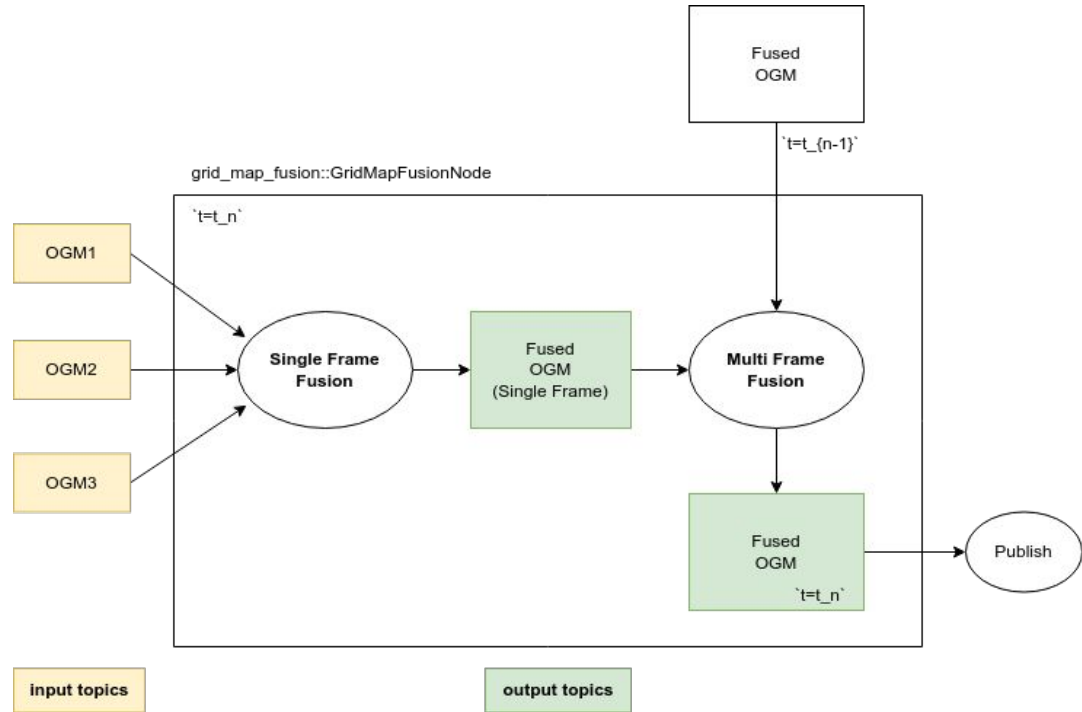 Fused
OGM
`t=t_{n-1}`
grid_map_fusion::GridMapFusionNode
`t=t_n`
OGM1
OGM2
OGM3
Single Frame
Fusion
Fused
OGM
(Single Frame)
Multi Frame
Fusion
Fused
OGM
`t=t_n`
Publish
input topics
output topics